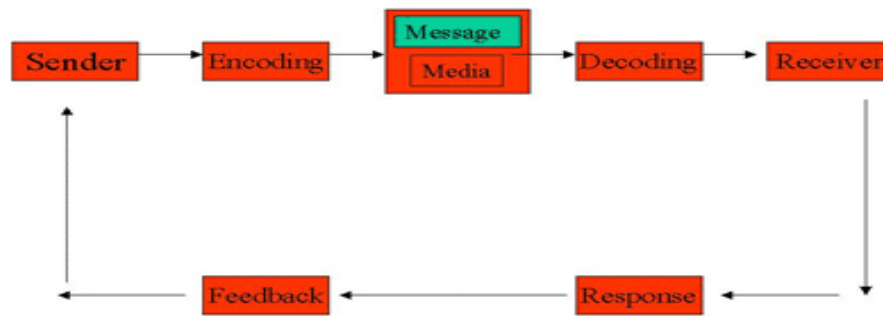 Message
Sender
Encoding
Media
Decoding
Receiver
Feedback
Response